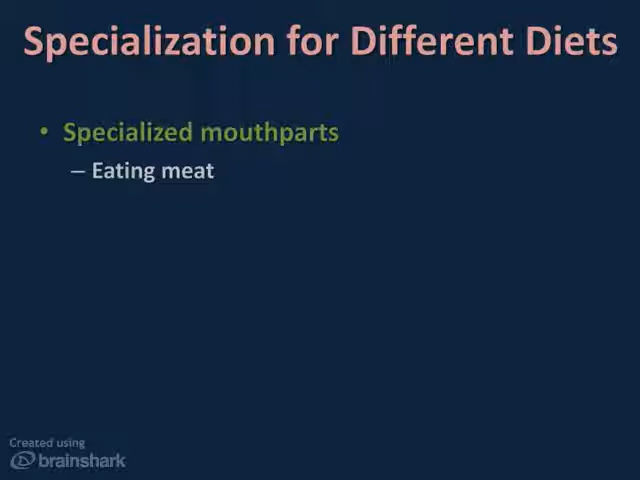 Specialization for Different Diets
• Specialized mouthparts
– Eating meat
Created using
brainshark